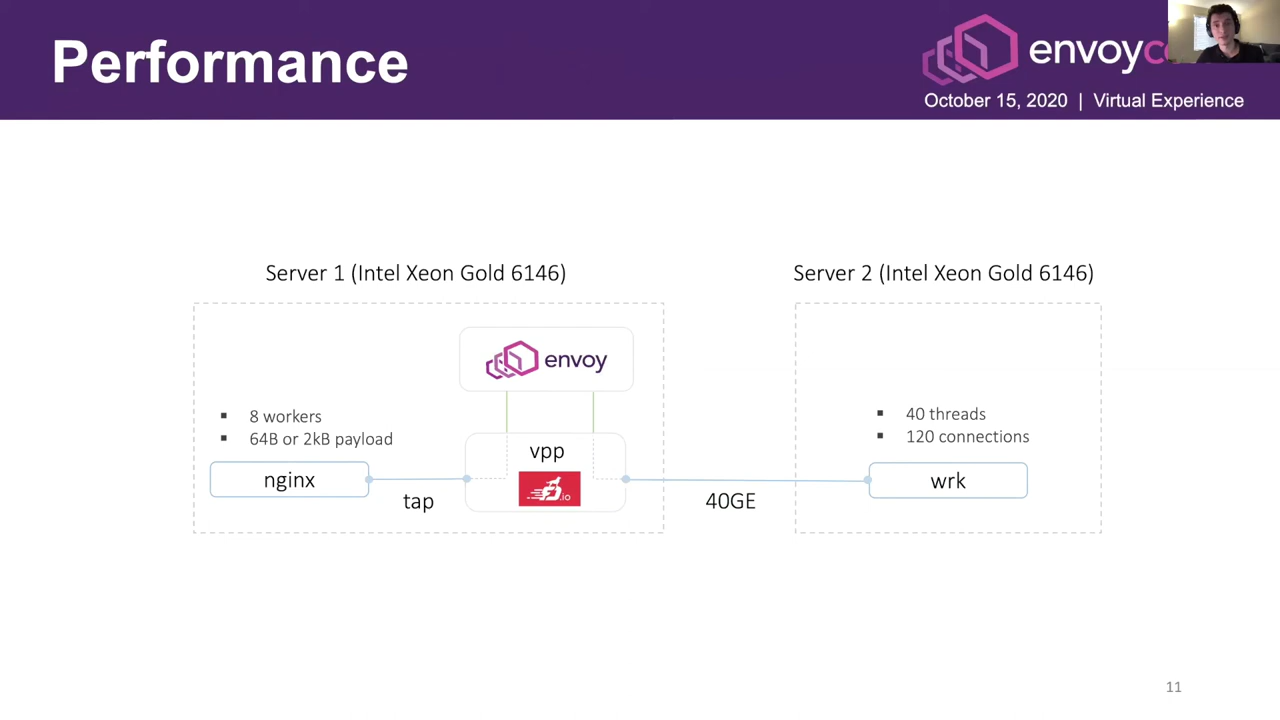 Performance
envoyc
October 15, 2020 | Virtual Experience
Server 1 (Intel Xeon Gold 6146)
Server 2 (Intel Xeon Gold 6146)
envoy
▪ 8 workers
▪ 64B or 2kB payload
▪ 40 threads
▪ 120 connections
vpp
nginx
.io
wrk
tap
40GE
11